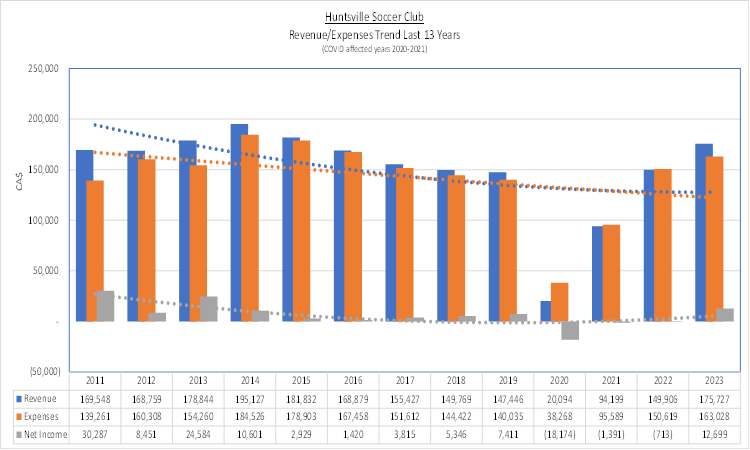 Huntsville Soccer Club
Revenue/Expenses Trend Last 13 Years
(COVID affected years 2020-2021)
250,000
200,000
150,000
100,000
50,000
-
(50,000)
CA$
2011 2012 2013 2014 2015 2016 2017 2018 2019 2020 2021 2022 2023
Revenue 169,548 168,759 178,844 195,127 181,832 168,879 155,427 149,769 147,446 20,094 94,199 149,906 175,727
Expenses 139,261 160,308 154,260 184,526 178,903 167,458 151,612 144,422 140,035 38,268 95,589 150,619 163,028
Net Income 30,287 8,451 24,584 10,601 2,929 1,420 3,815 5,346 7,411 (18,174) (1,391) (713) 12,699